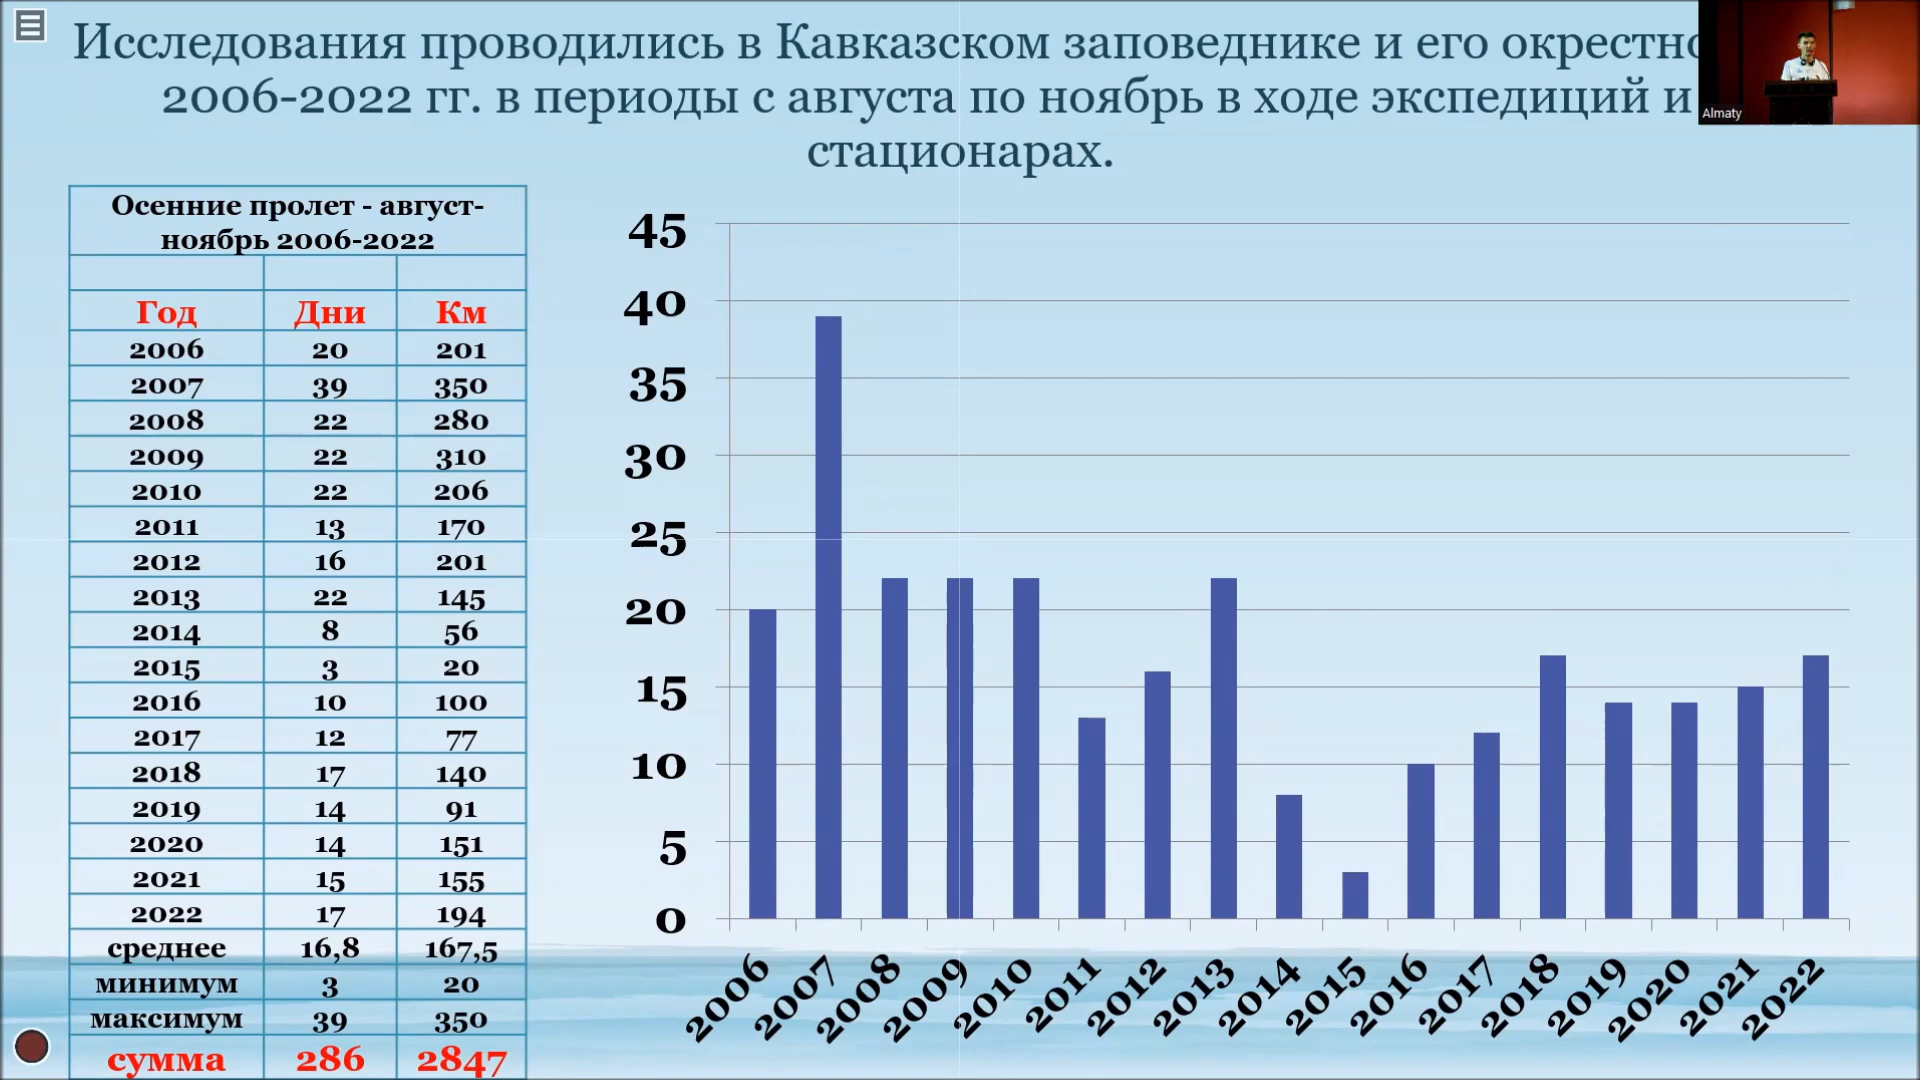 Исследования проводились в Кавказском заповеднике и его окрестно
2006-2022 гг. в периоды с августа по ноябрь в ходе экспедиций и
стационарах.
Almaty
Осенние пролет - август-
ноябрь 2006-2022
Год Дни Км
2006 20 201
2007 39 350
2008 22 280
2009 22 310
2010 22 206
2011 13 170
2012 16 201
2013 22 145
2014 8 56
2015 3 20
2016 10 100
2017 12 77
2018 17 140
2019 14 91
2020 14 151
2021 15 155
2022 17 194
среднее 16,8 167,5
минимум 3 20
максимум 39 350
сумма 286 2847
45
40
35
30
25
20
15
10
5
0
2006 2007 2008 2009 2010 2011 2012 2013 2014 2015 2016 2017 2018 2019 2020 2021 2022